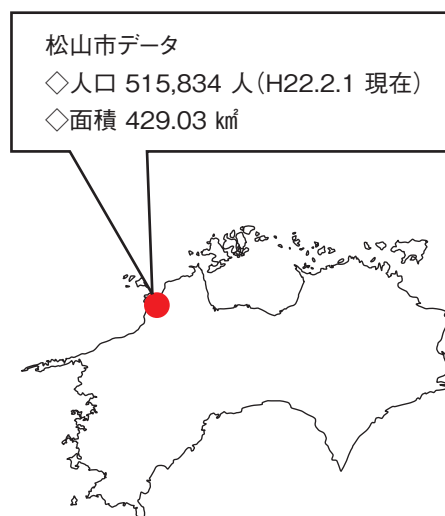 松山市データ
◇人口 515,834 人（H22.2.1 現在）
◇面積 429.03 ㎢